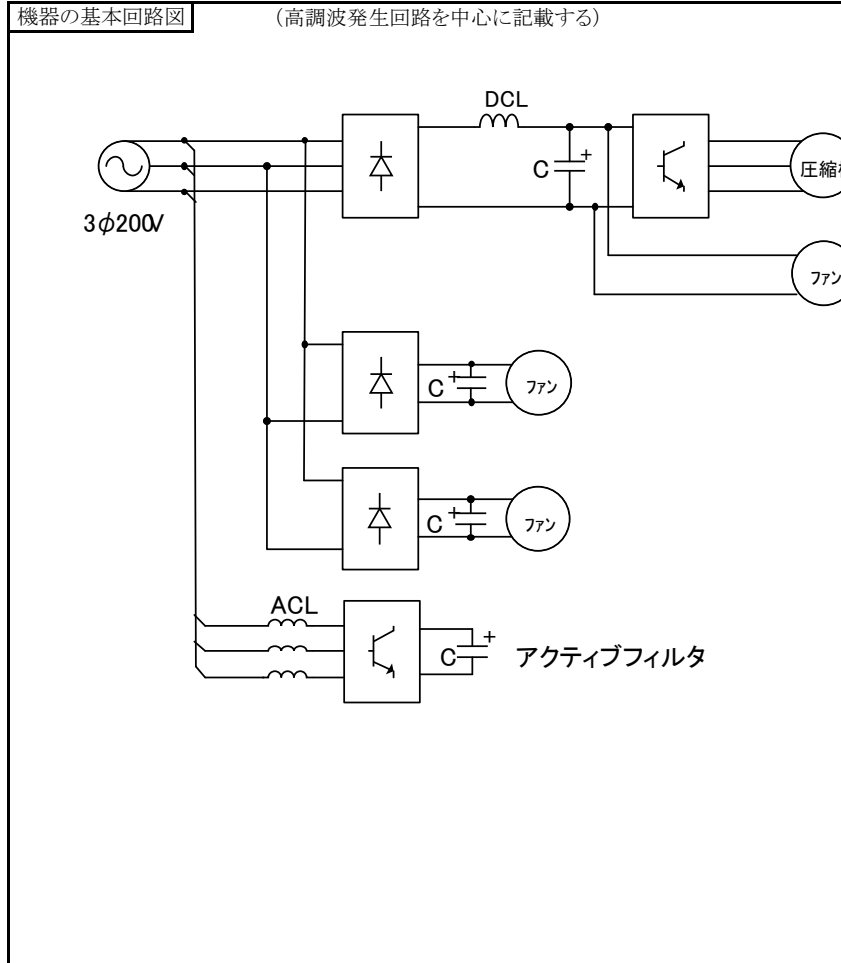 機器の基本回路図
(高調波発生回路を中心に記載する)
DCL
C +
圧縮
3φ200V
ファン
C +
ファン
C +
ファン
ACL
C +
アクティブフィルタ